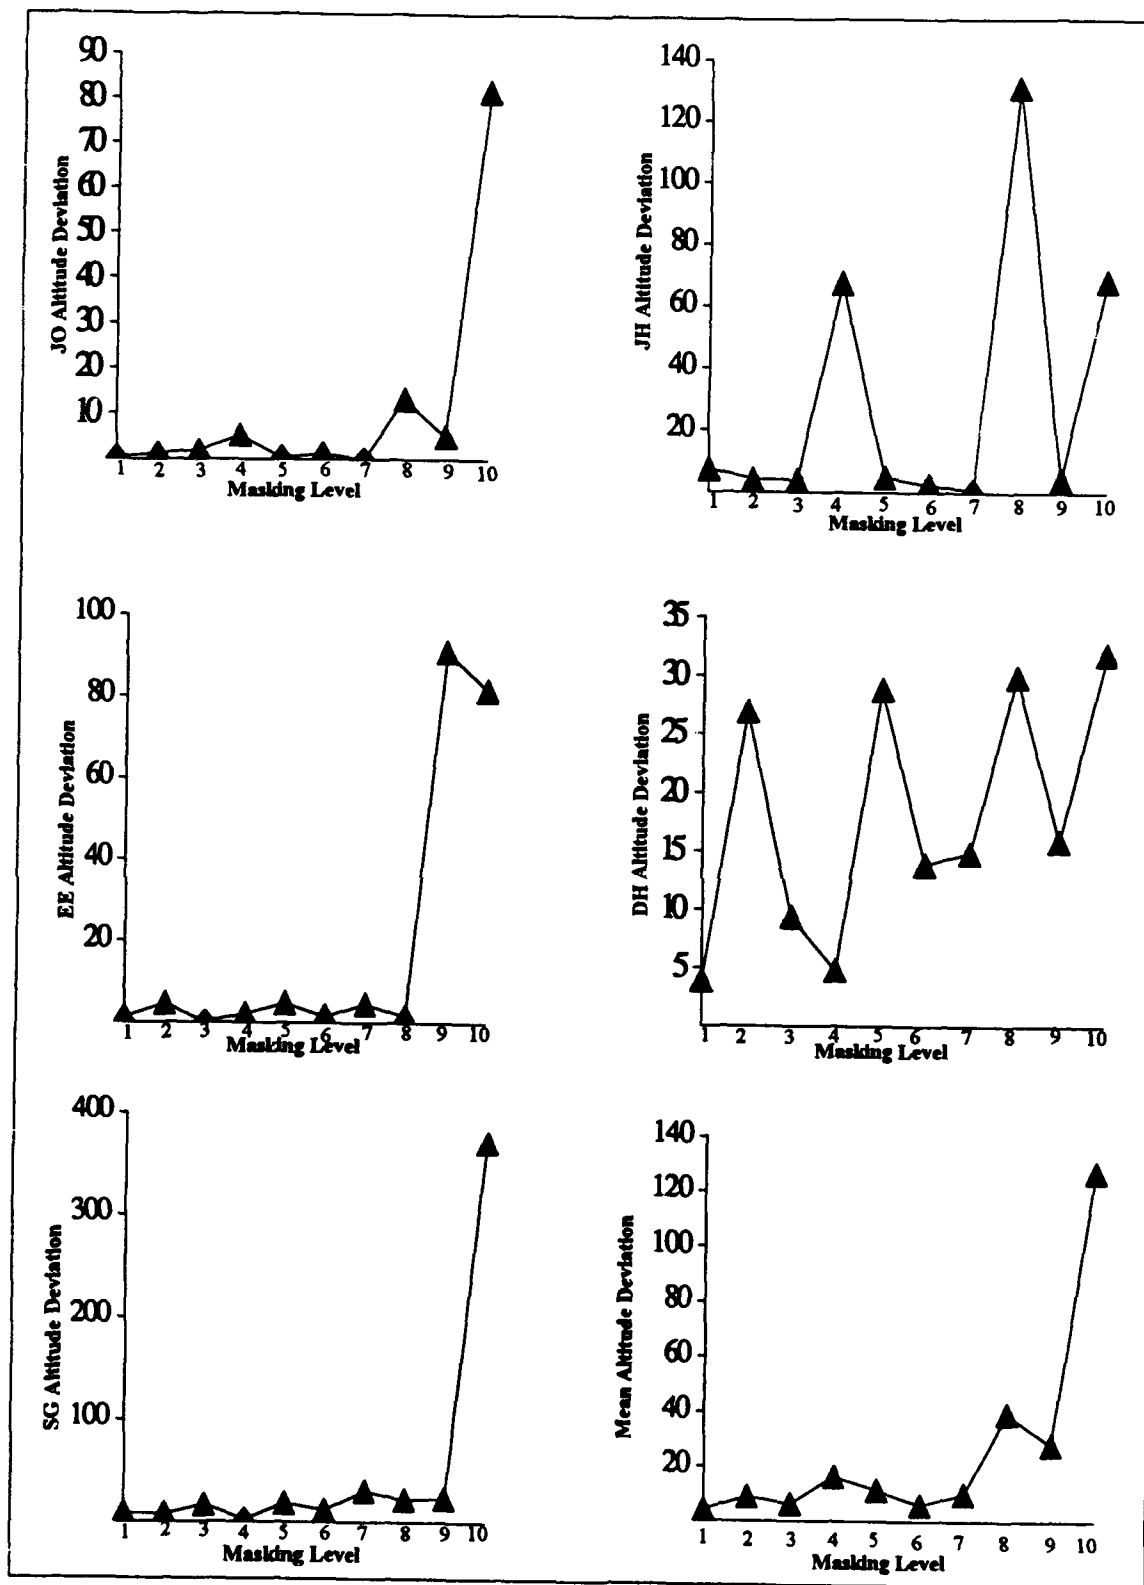 90
80
70
60
50
40
30
20
10
JO Altitude Deviation
1 2 3 4 5 6 7 8 9 10
Masking Level
140
120
100
80
60
40
20
JH Altitude Deviation
1 2 3 4 5 6 7 8 9 10
Masking Level
100
80
60
40
20
EE Altitude Deviation
1 2 3 4 5 6 7 8 9 10
Masking Level
35
30
25
20
15
10
5
DH Altitude Deviation
1 2 3 4 5 6 7 8 9 10
Masking Level
400
300
200
100
SG Altitude Deviation
1 2 3 4 5 6 7 8 9 10
Masking Level
140
120
100
80
60
40
20
Mean Altitude Deviation
1 2 3 4 5 6 7 8 9 10
Masking Level